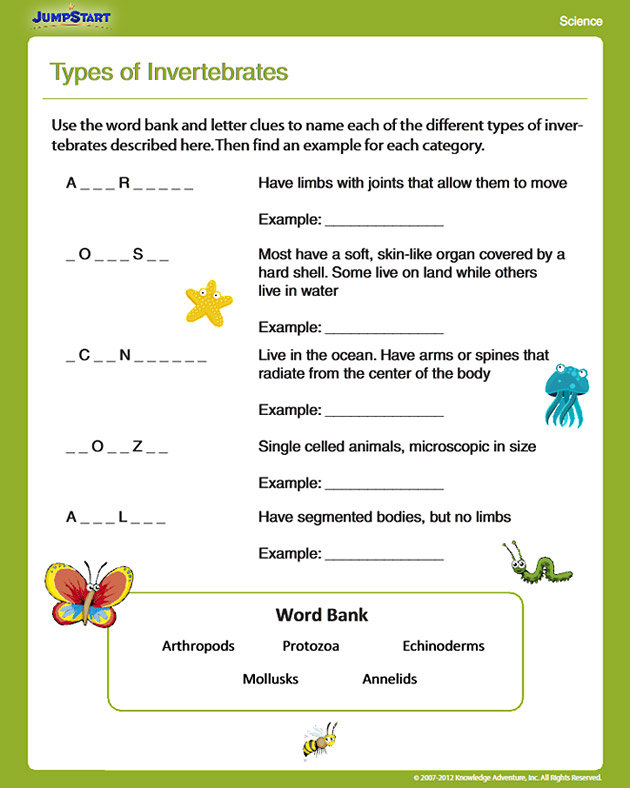 JUMPSTART
Science
Types of Invertebrates
Use the word bank and letter clues to name each of the different types of inver-
tebrates described here. Then find an example for each category.
A _ _ _ R _ _ _ _ _ Have limbs with joints that allow them to move
Example: _______________
_ O _ _ _ S _ _ Most have a soft, skin-like organ covered by a
hard shell. Some live on land while others
live in water
Example: _______________
_ C _ _ N _ _ _ _ _ _ Live in the ocean. Have arms or spines that
radiate from the center of the body
Example: _______________
_ _ O _ _ Z _ _ Single celled animals, microscopic in size
Example: _______________
A _ _ _ L _ _ _ Have segmented bodies, but no limbs
Example: _______________
Word Bank
Arthropods Protozoa Echinoderms
Mollusks Annelids
© 2007-2012 Knowledge Adventure, Inc. All Rights Reserved.